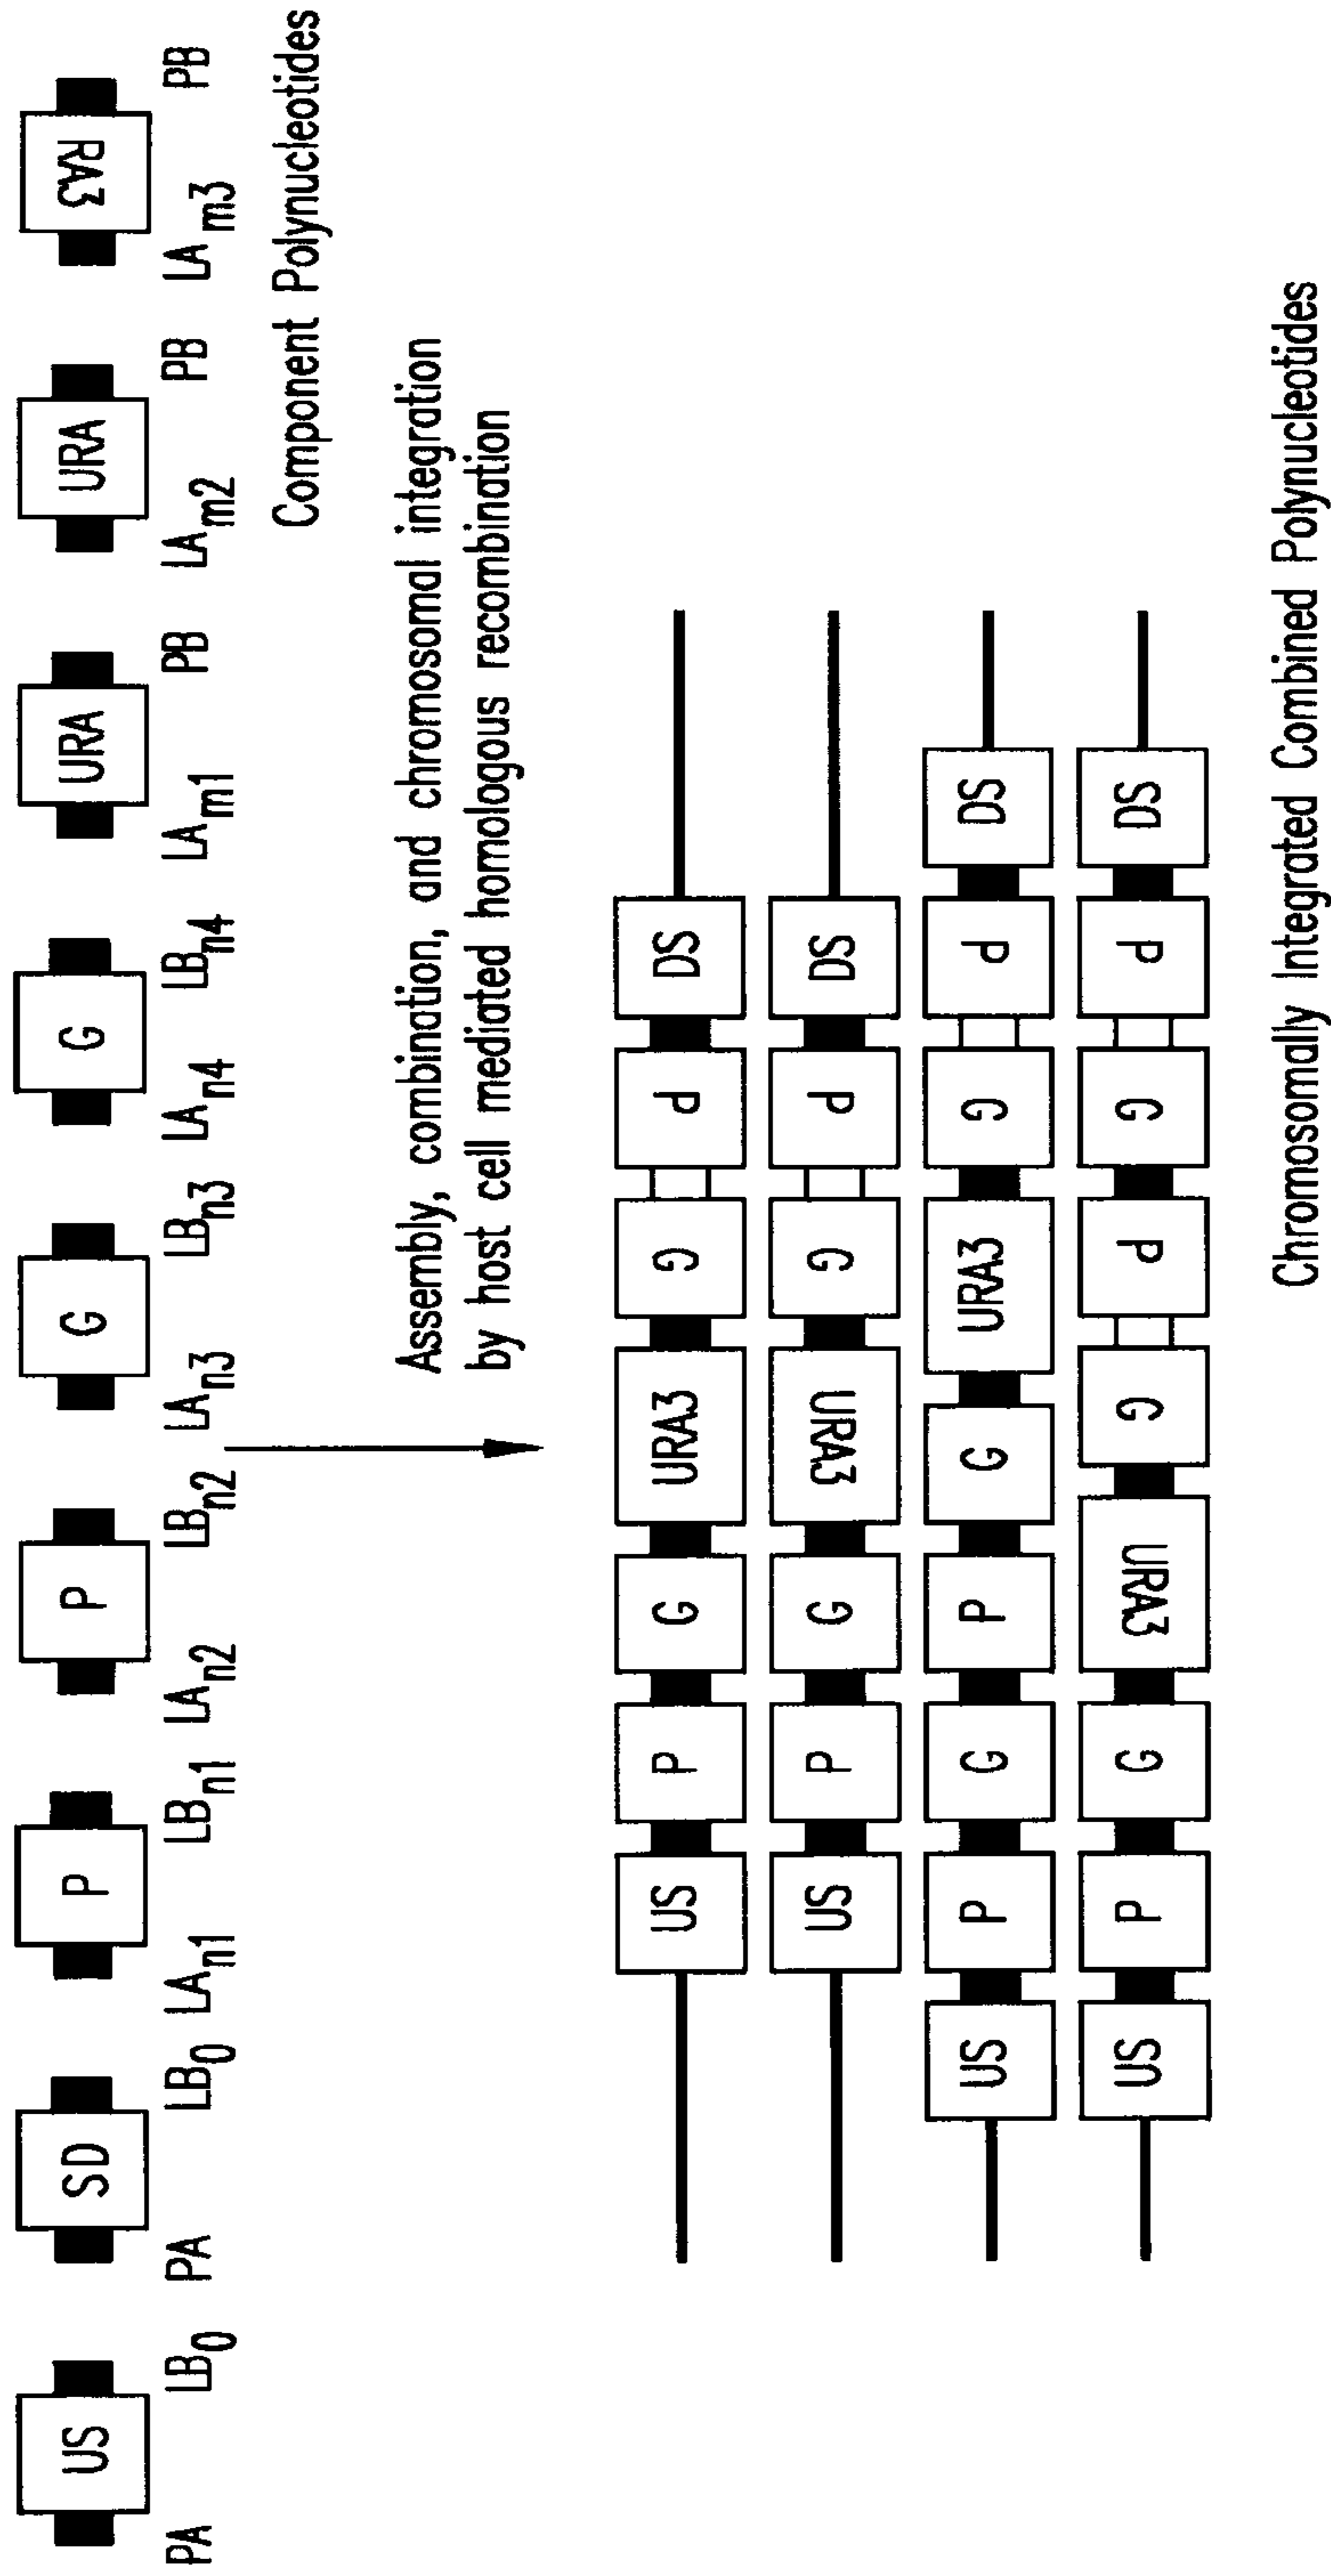 US SD P P G G URA URA RA3
PA LB0 PA LB0 LAn1 LBn1 LAn2 LBn2 LAn3 LBn3 LAn4 LBn4 LAm1 PB LAm2 PB LAm3 PB
Component Polynucleotides
Assembly, combination, and chromosomal integration
by host cell mediated homologous recombination
US P G URA3 G P DS
US P G URA3 G P DS
US P G P G URA3 G P DS
US P G URA3 G P G P DS
Chromosomally Integrated Combined Polynucleotides